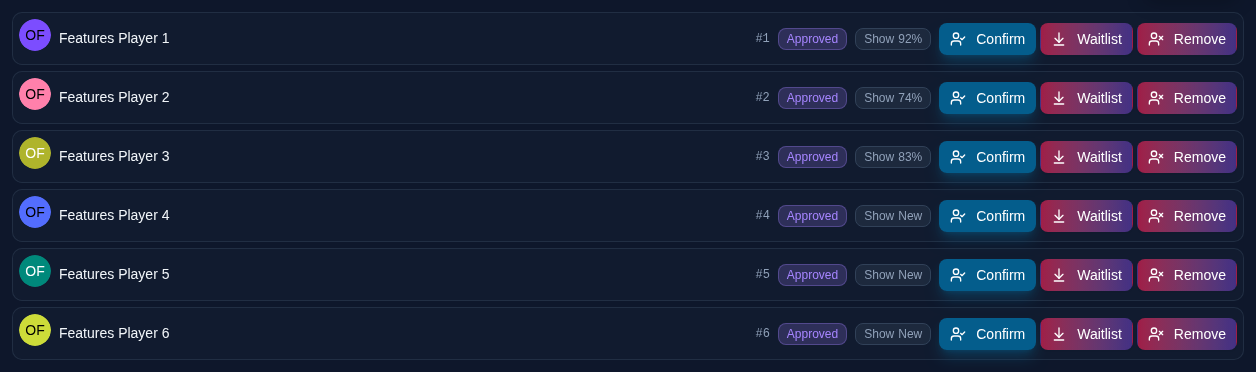 OF Features Player 1 #1 Approved Show 92% Confirm Waitlist Remove
OF Features Player 2 #2 Approved Show 74% Confirm Waitlist Remove
OF Features Player 3 #3 Approved Show 83% Confirm Waitlist Remove
OF Features Player 4 #4 Approved Show New Confirm Waitlist Remove
OF Features Player 5 #5 Approved Show New Confirm Waitlist Remove
OF Features Player 6 #6 Approved Show New Confirm Waitlist Remove